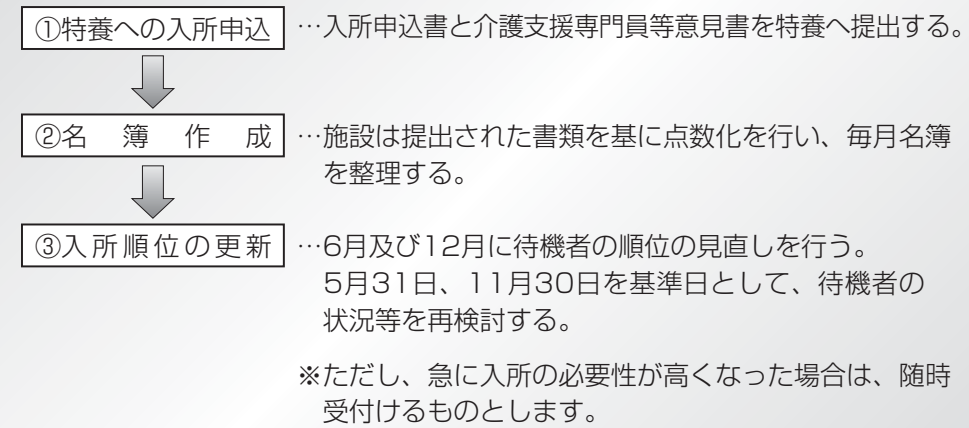 ①特養への入所申込 …入所申込書と介護支援専門員等意見書を特養へ提出する。
②名簿作成 …施設は提出された書類を基に点数化を行い、毎月名簿
を整理する。
③入所順位の更新 …6月及び12月に待機者の順位の見直しを行う。
5月31日、11月30日を基準日として、待機者の
状況等を再検討する。
※ただし、急に入所の必要性が高くなった場合は、随時
受付けるものとします。